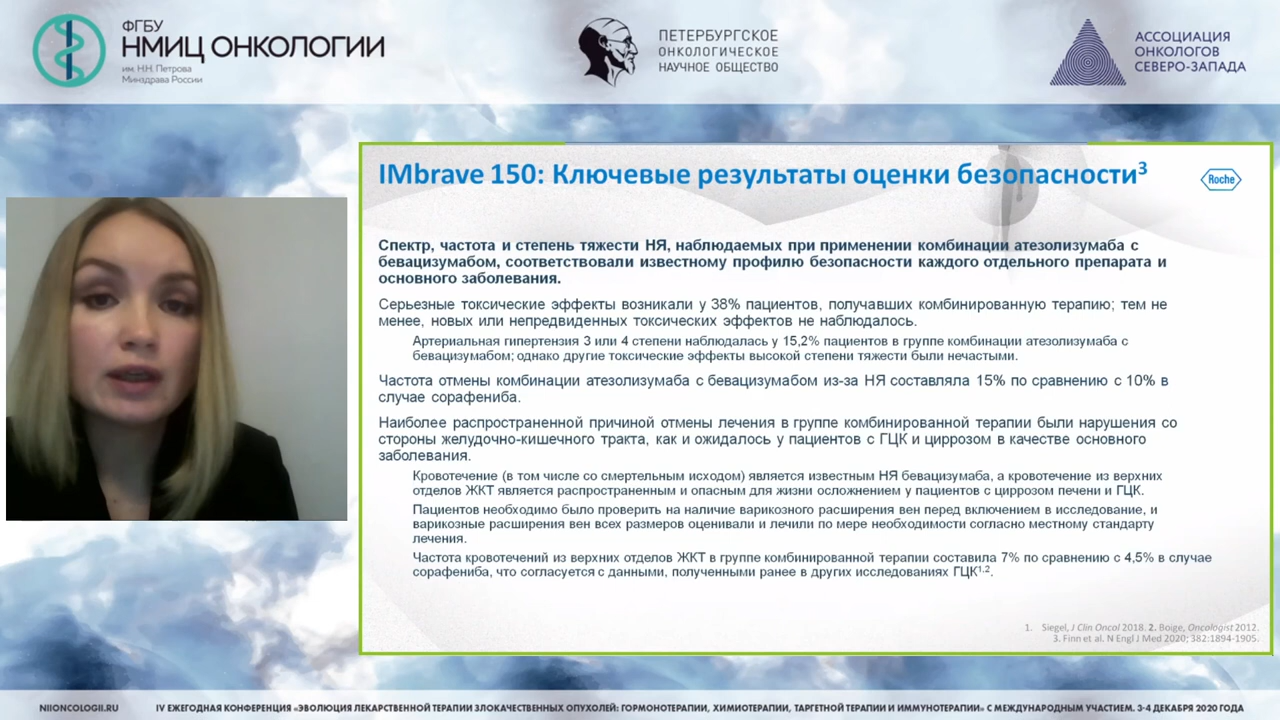 ФГБУ
НМИЦ ОНКОЛОГИИ
им. Н.Н. Петрова
Минздрава России
ПЕТЕРБУРГСКОЕ
ОНКОЛОГИЧЕСКОЕ
НАУЧНОЕ ОБЩЕСТВО
АССОЦИАЦИЯ
ОНКОЛОГОВ
СЕВЕРО-ЗАПАДА
IMbrave 150: Ключевые результаты оценки безопасности³
Roche
Спектр, частота и степень тяжести НЯ, наблюдаемых при применении комбинации атезолизумаба с
бевацизумабом, соответствовали известному профилю безопасности каждого отдельного препарата и
основного заболевания.
Серьезные токсические эффекты возникали у 38% пациентов, получавших комбинированную терапию; тем не
менее, новых или непредвиденных токсических эффектов не наблюдалось.
Артериальная гипертензия 3 или 4 степени наблюдалась у 15,2% пациентов в группе комбинации атезолизумаба с
бевацизумабом; однако другие токсические эффекты высокой степени тяжести были нечастыми.
Частота отмены комбинации атезолизумаба с бевацизумабом из-за НЯ составляла 15% по сравнению с 10% в
случае сорафениба.
Наиболее распространенной причиной отмены лечения в группе комбинированной терапии были нарушения со
стороны желудочно-кишечного тракта, как и ожидалось у пациентов с ГЦК и циррозом в качестве основного
заболевания.
Кровотечение (в том числе со смертельным исходом) является известным НЯ бевацизумаба, а кровотечение из верхних
отделов ЖКТ является распространенным и опасным для жизни осложнением у пациентов с циррозом печени и ГЦК.
Пациентов необходимо было проверить на наличие варикозного расширения вен перед включением в исследование, и
варикозные расширения вен всех размеров оценивали и лечили по мере необходимости согласно местному стандарту
лечения.
Частота кровотечений из верхних отделов ЖКТ в группе комбинированной терапии составила 7% по сравнению с 4,5% в случае
сорафениба, что согласуется с данными, полученными ранее в других исследованиях ГЦК¹,².
1. Siegel, J Clin Oncol 2018. 2. Boige, Oncologist 2012.
3. Finn et al. N Engl J Med 2020; 382:1894-1905.
NIIONCOLOGII.RU
IV ЕЖЕГОДНАЯ КОНФЕРЕНЦИЯ «ЭВОЛЮЦИЯ ЛЕКАРСТВЕННОЙ ТЕРАПИИ ЗЛОКАЧЕСТВЕННЫХ ОПУХОЛЕЙ: ГОРМОНОТЕРАПИИ, ХИМИОТЕРАПИИ, ТАРГЕТНОЙ ТЕРАПИИ И ИММУНОТЕРАПИИ» С МЕЖДУНАРОДНЫМ УЧАСТИЕМ. 3-4 ДЕКАБРЯ 2020 ГОДА